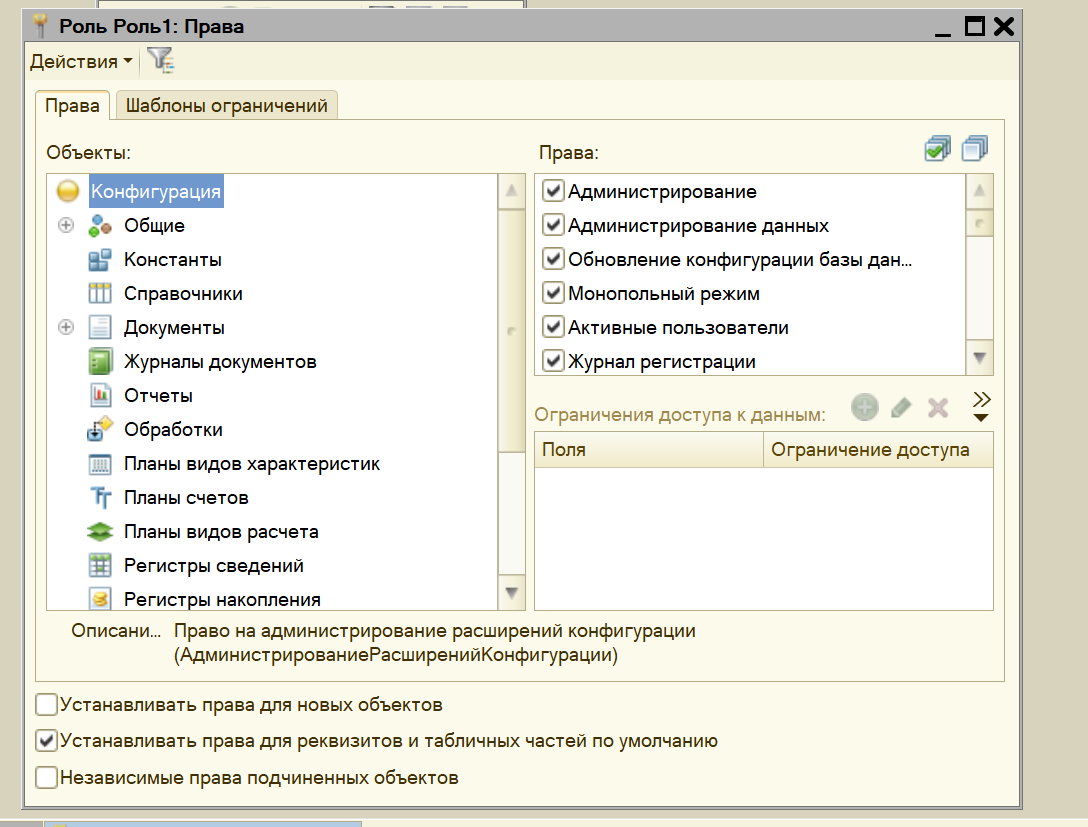 Роль Роль1: Права
Действия
Права
Шаблоны ограничений
Объекты:
Конфигурация
Общие
Константы
Справочники
Документы
Журналы документов
Отчеты
Обработки
Планы видов характеристик
Планы счетов
Планы видов расчета
Регистры сведений
Регистры накопления
Права:
Администрирование
Администрирование данных
Обновление конфигурации базы дан...
Монопольный режим
Активные пользователи
Журнал регистрации
Ограничения доступа к данным:
Поля
Ограничение доступа
Описани... Право на администрирование расширений конфигурации
(АдминистрированиеРасширенийКонфигурации)
Устанавливать права для новых объектов
Устанавливать права для реквизитов и табличных частей по умолчанию
Независимые права подчиненных объектов